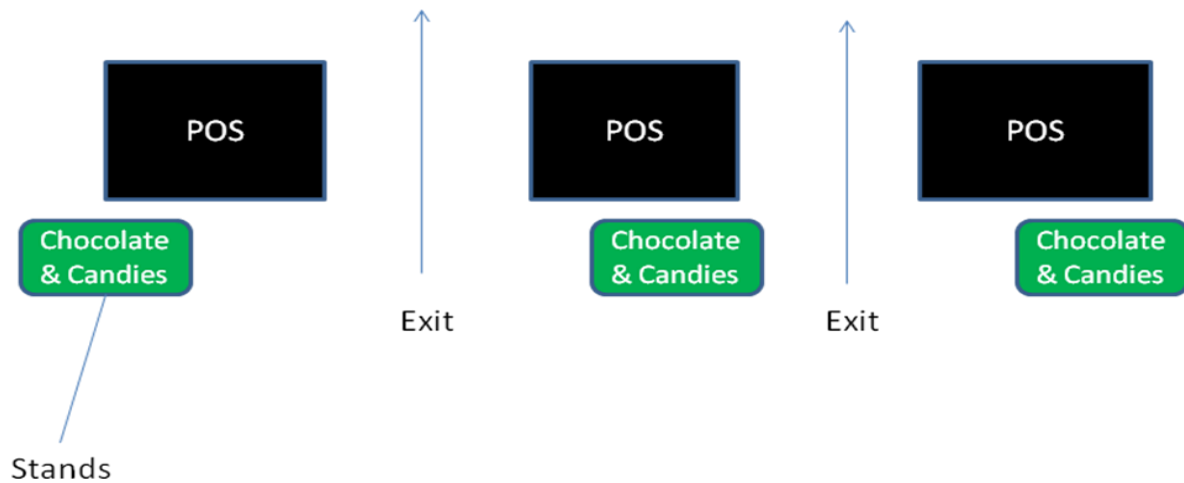 POS
POS
POS
Chocolate
& Candies
Chocolate
& Candies
Chocolate
& Candies
Exit
Exit
Stands